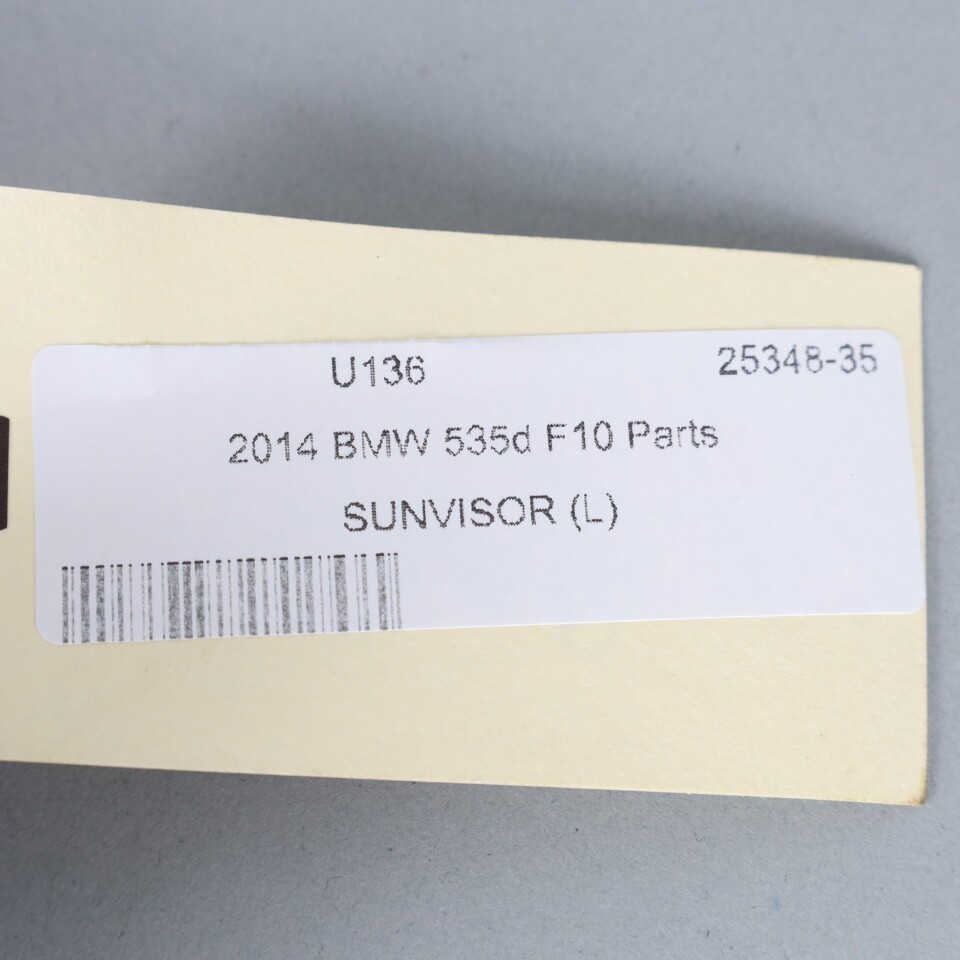 U136 25348-35
2014 BMW 535d F10 Parts
SUNVISOR (L)